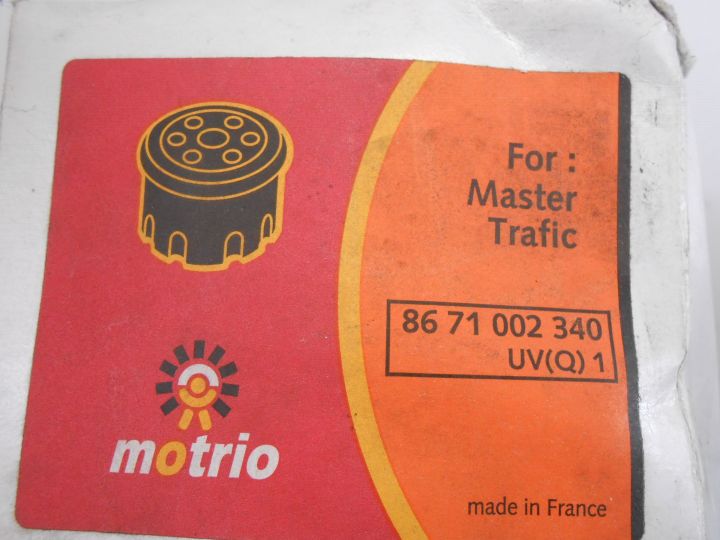 For :
Master
Trafic
86 71 002 340
UV(Q) 1
motrio
made in France